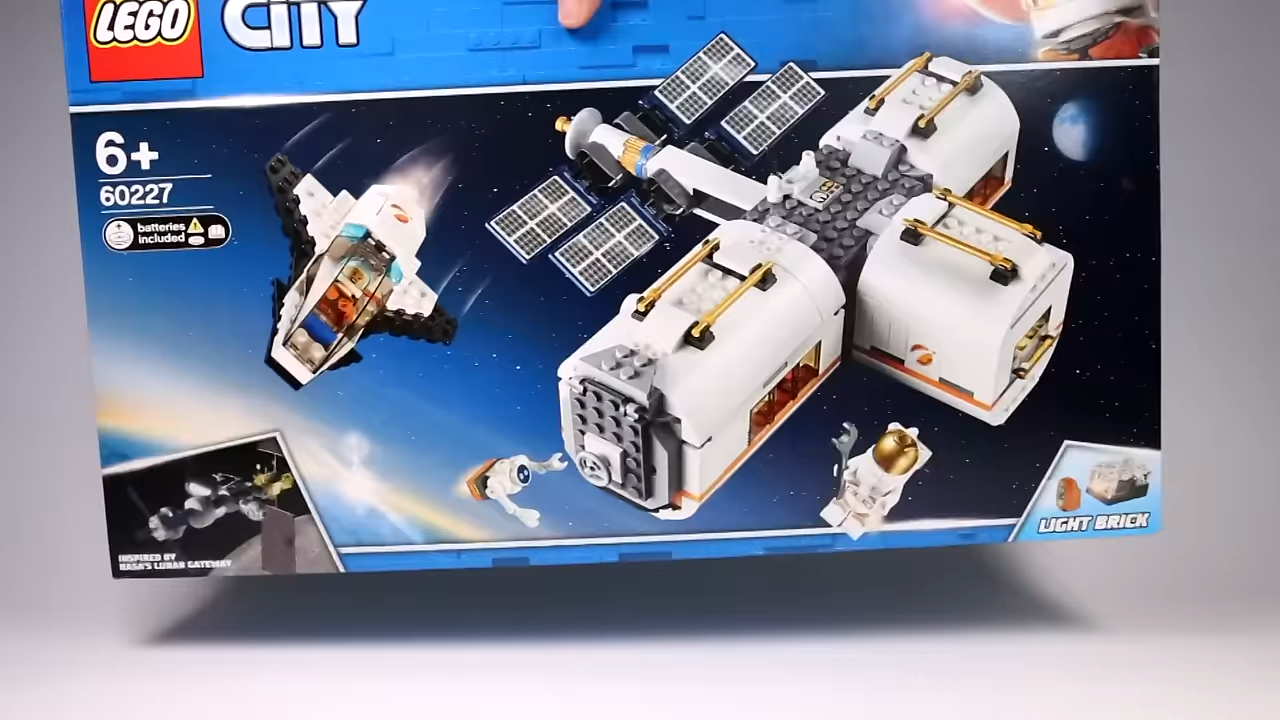 LEGO
CITY
6+
60227
batteries
included
INSPIRED BY
NASA'S LUNAR GATEWAY
LIGHT BRICK